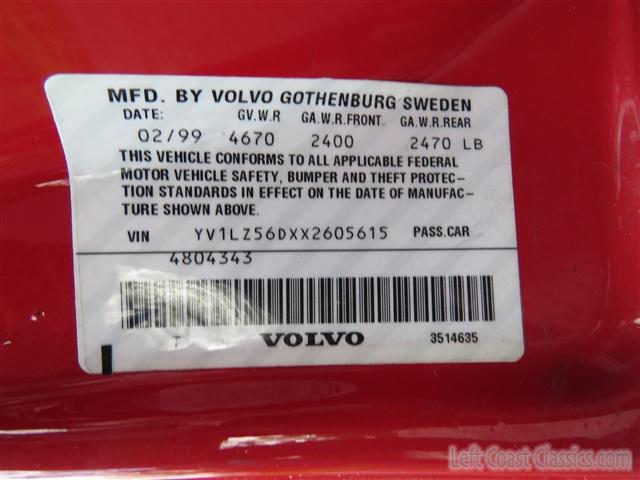 MFD. BY VOLVO GOTHENBURG SWEDEN
DATE: GV.W.R GA.W.R.FRONT. GA.W.R.REAR
02/99 4670 2400 2470 LB
THIS VEHICLE CONFORMS TO ALL APPLICABLE FEDERAL
MOTOR VEHICLE SAFETY, BUMPER AND THEFT PROTEC-
TION STANDARDS IN EFFECT ON THE DATE OF MANUFAC-
TURE SHOWN ABOVE.
VIN YV1LZ56DXX2605615 PASS.CAR
4804343
T VOLVO 3514635
Left Coast Classics.com